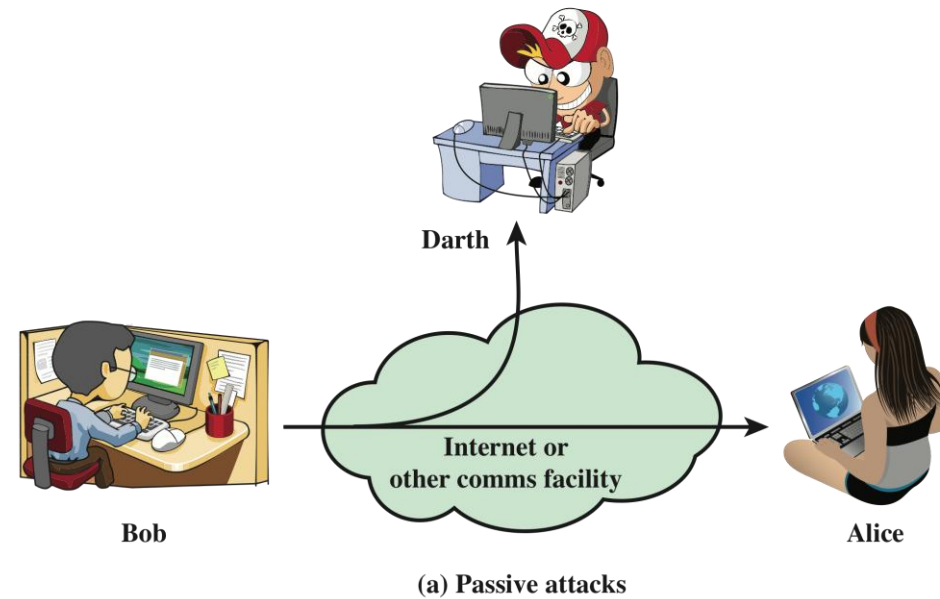 Darth
Internet or
other comms facility
Bob
Alice
(a) Passive attacks